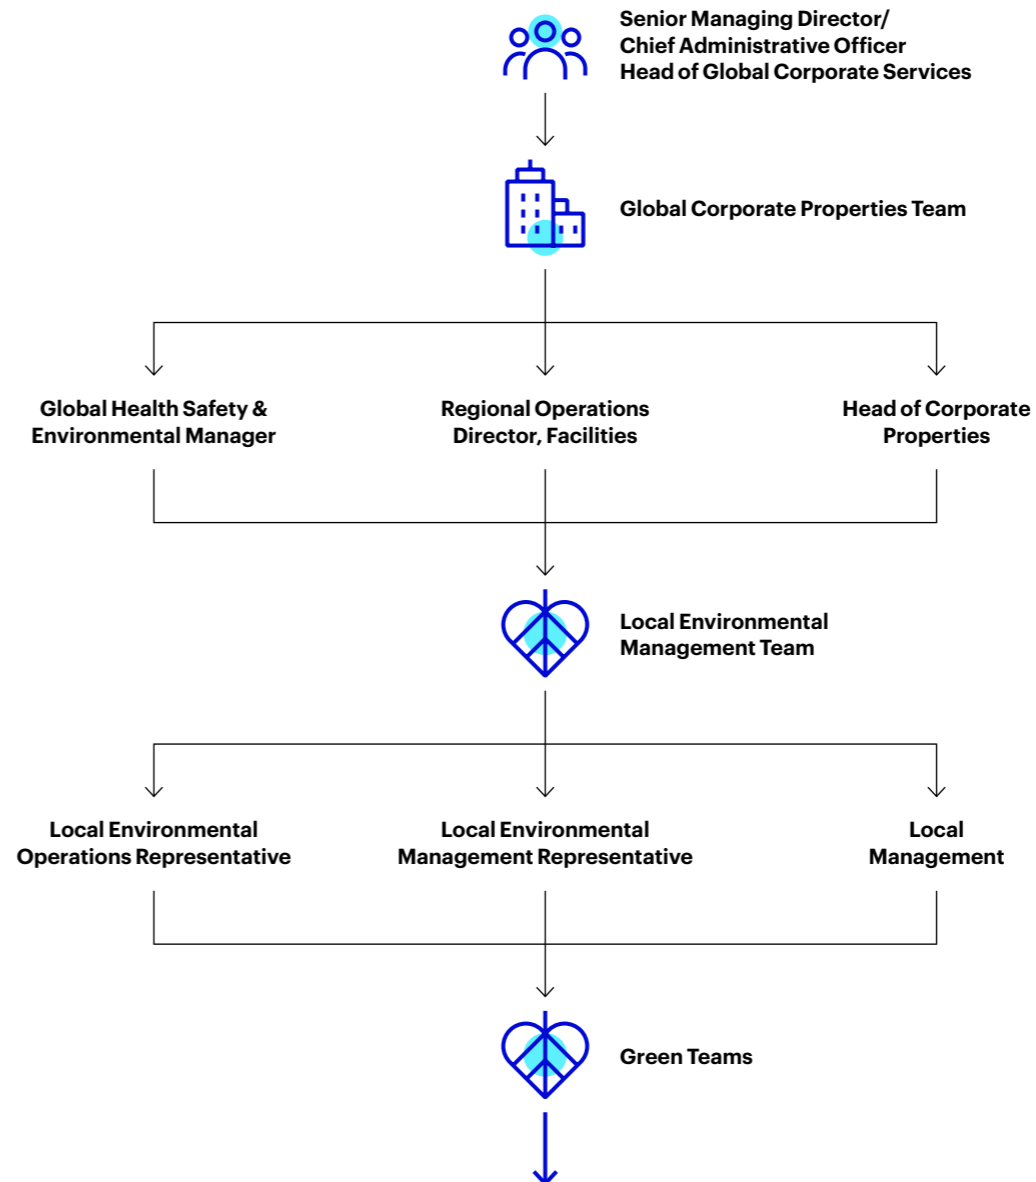 Senior Managing Director/
Chief Administrative Officer
Head of Global Corporate Services
Global Corporate Properties Team
Global Health Safety &
Environmental Manager
Regional Operations
Director, Facilities
Head of Corporate
Properties
Local Environmental
Management Team
Local Environmental
Operations Representative
Local Environmental
Management Representative
Local
Management
Green Teams